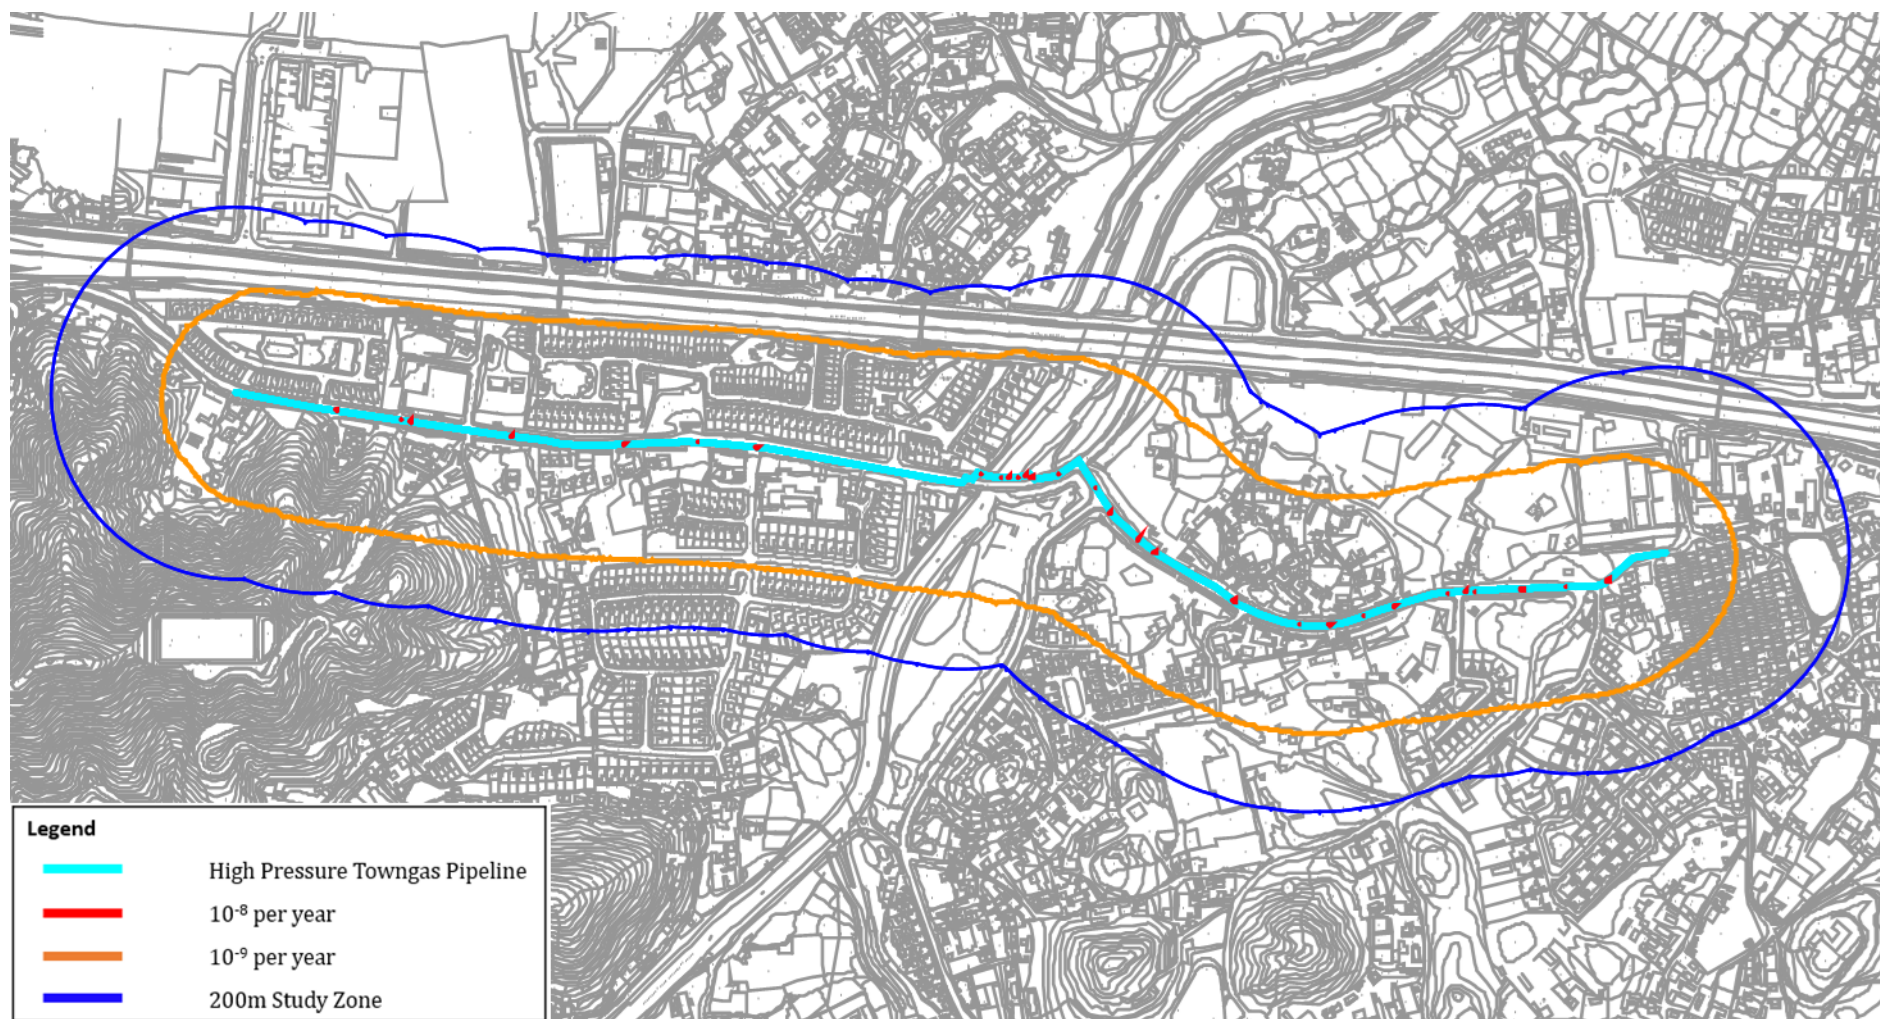 Legend
High Pressure Towngas Pipeline
10⁻⁸ per year
10⁻⁹ per year
200m Study Zone